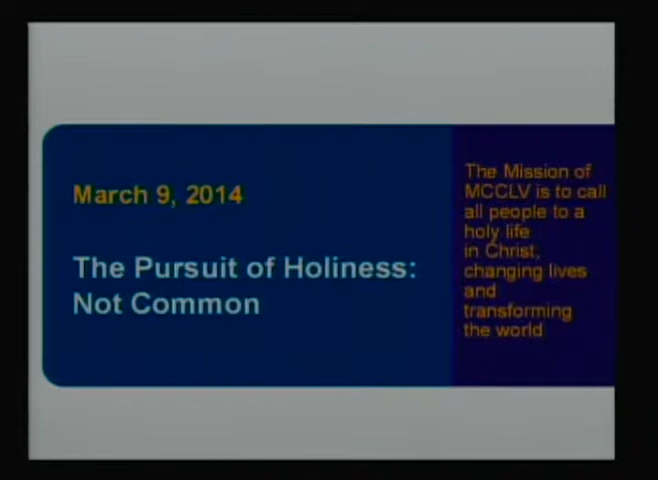 March 9, 2014
The Pursuit of Holiness:
Not Common
The Mission of
MCCLV is to call
all people to a
holy life
in Christ,
changing lives
and
transforming
the world